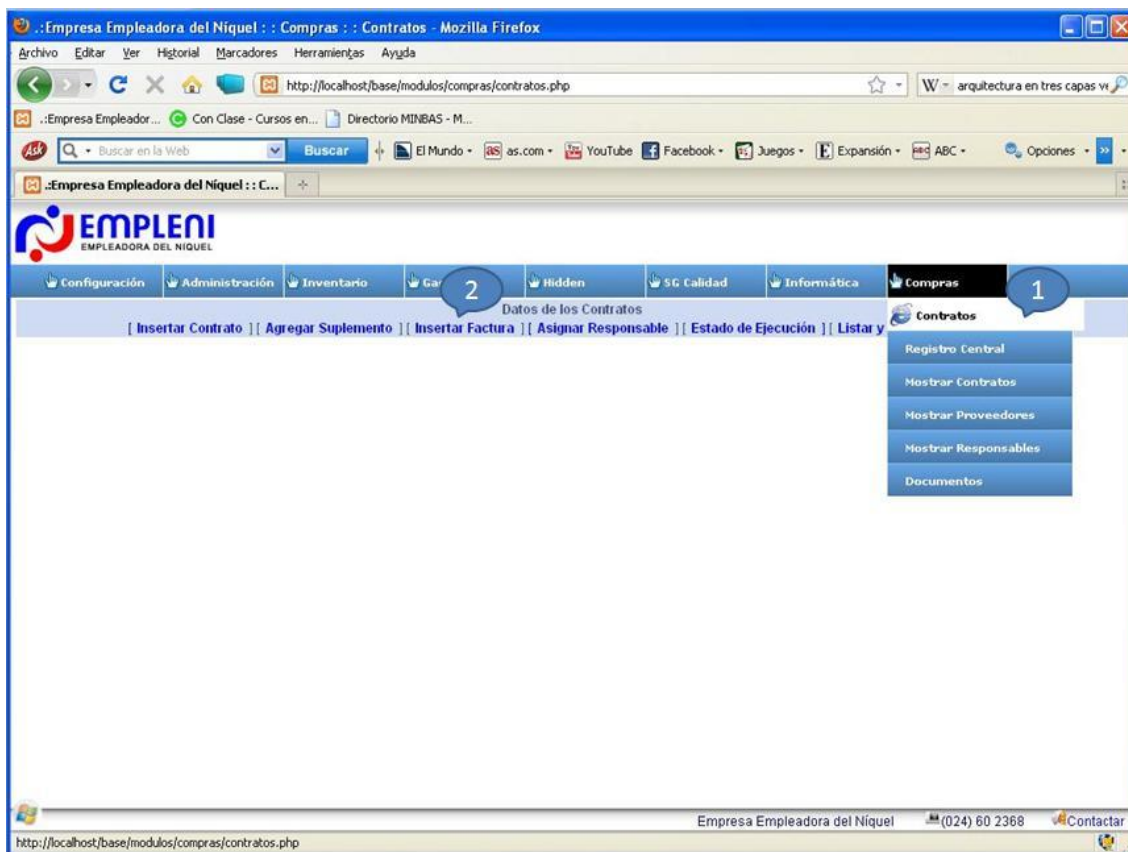 .:Empresa Empleadora del Níquel : : Compras : : Contratos - Mozilla Firefox
Archivo Editar Ver Historial Marcadores Herramientas Ayuda
http://localhost/base/modulos/compras/contratos.php W arquitectura en tres capas
.:Empresa Empleador... Con Clase - Cursos en... Directorio MINBAS - M...
Ask Buscar en la Web Buscar El Mundo as as.com YouTube Facebook Juegos E Expansión ABC ABC Opciones
.:Empresa Empleadora del Níquel : : C...
EMPLENI
EMPLEADORA DEL NIQUEL
Configuración Administración Inventario 2 Hidden SG Calidad Informática Compras 1
Datos de los Contratos
[ Insertar Contrato ][ Agregar Suplemento ][ Insertar Factura ][ Asignar Responsable ][ Estado de Ejecución ][ Listar y
Contratos
Registro Central
Mostrar Contratos
Mostrar Proveedores
Mostrar Responsables
Documentos
Empresa Empleadora del Níquel (024) 60 2368 Contactar
http://localhost/base/modulos/compras/contratos.php